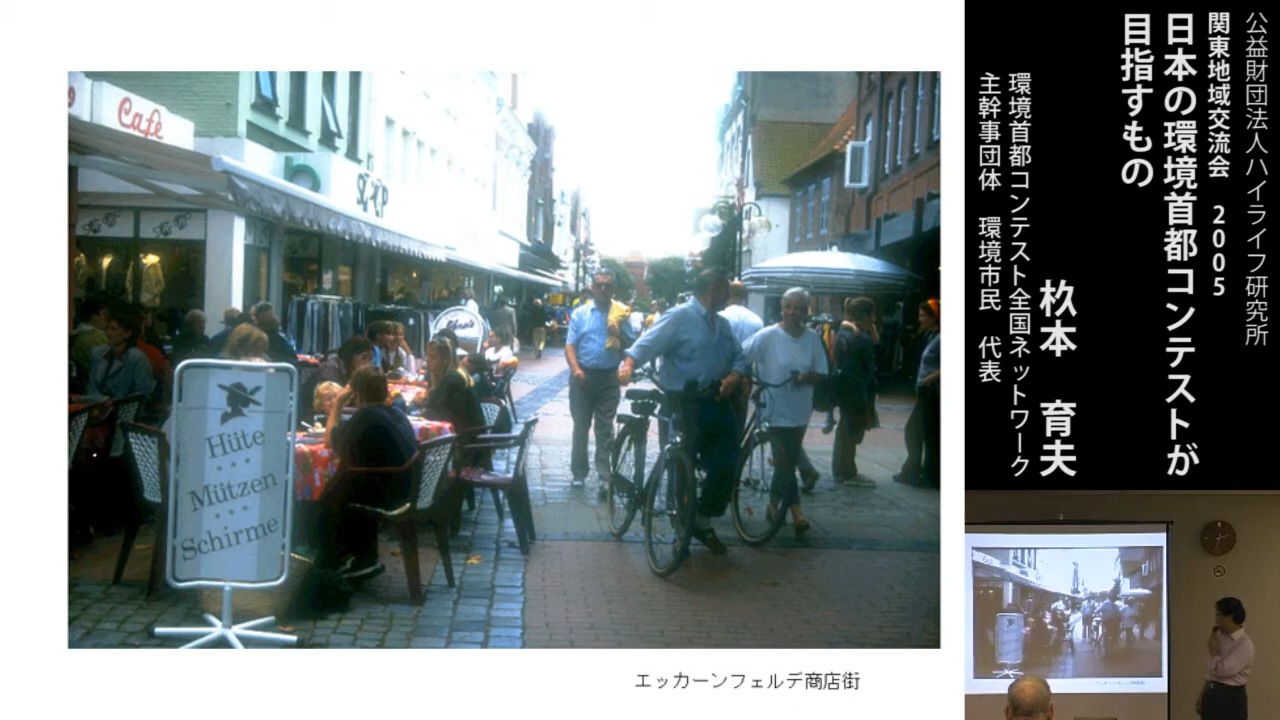 公益財団法人ハイライフ研究所
関東地域交流会 2005
日本の環境首都コンテストが
目指すもの
杦本 育夫
環境首都コンテスト全国ネットワーク
主幹事団体 環境市民 代表
Café
Hüte
Mützen
Schirme
エッカーンフェルデ商店街